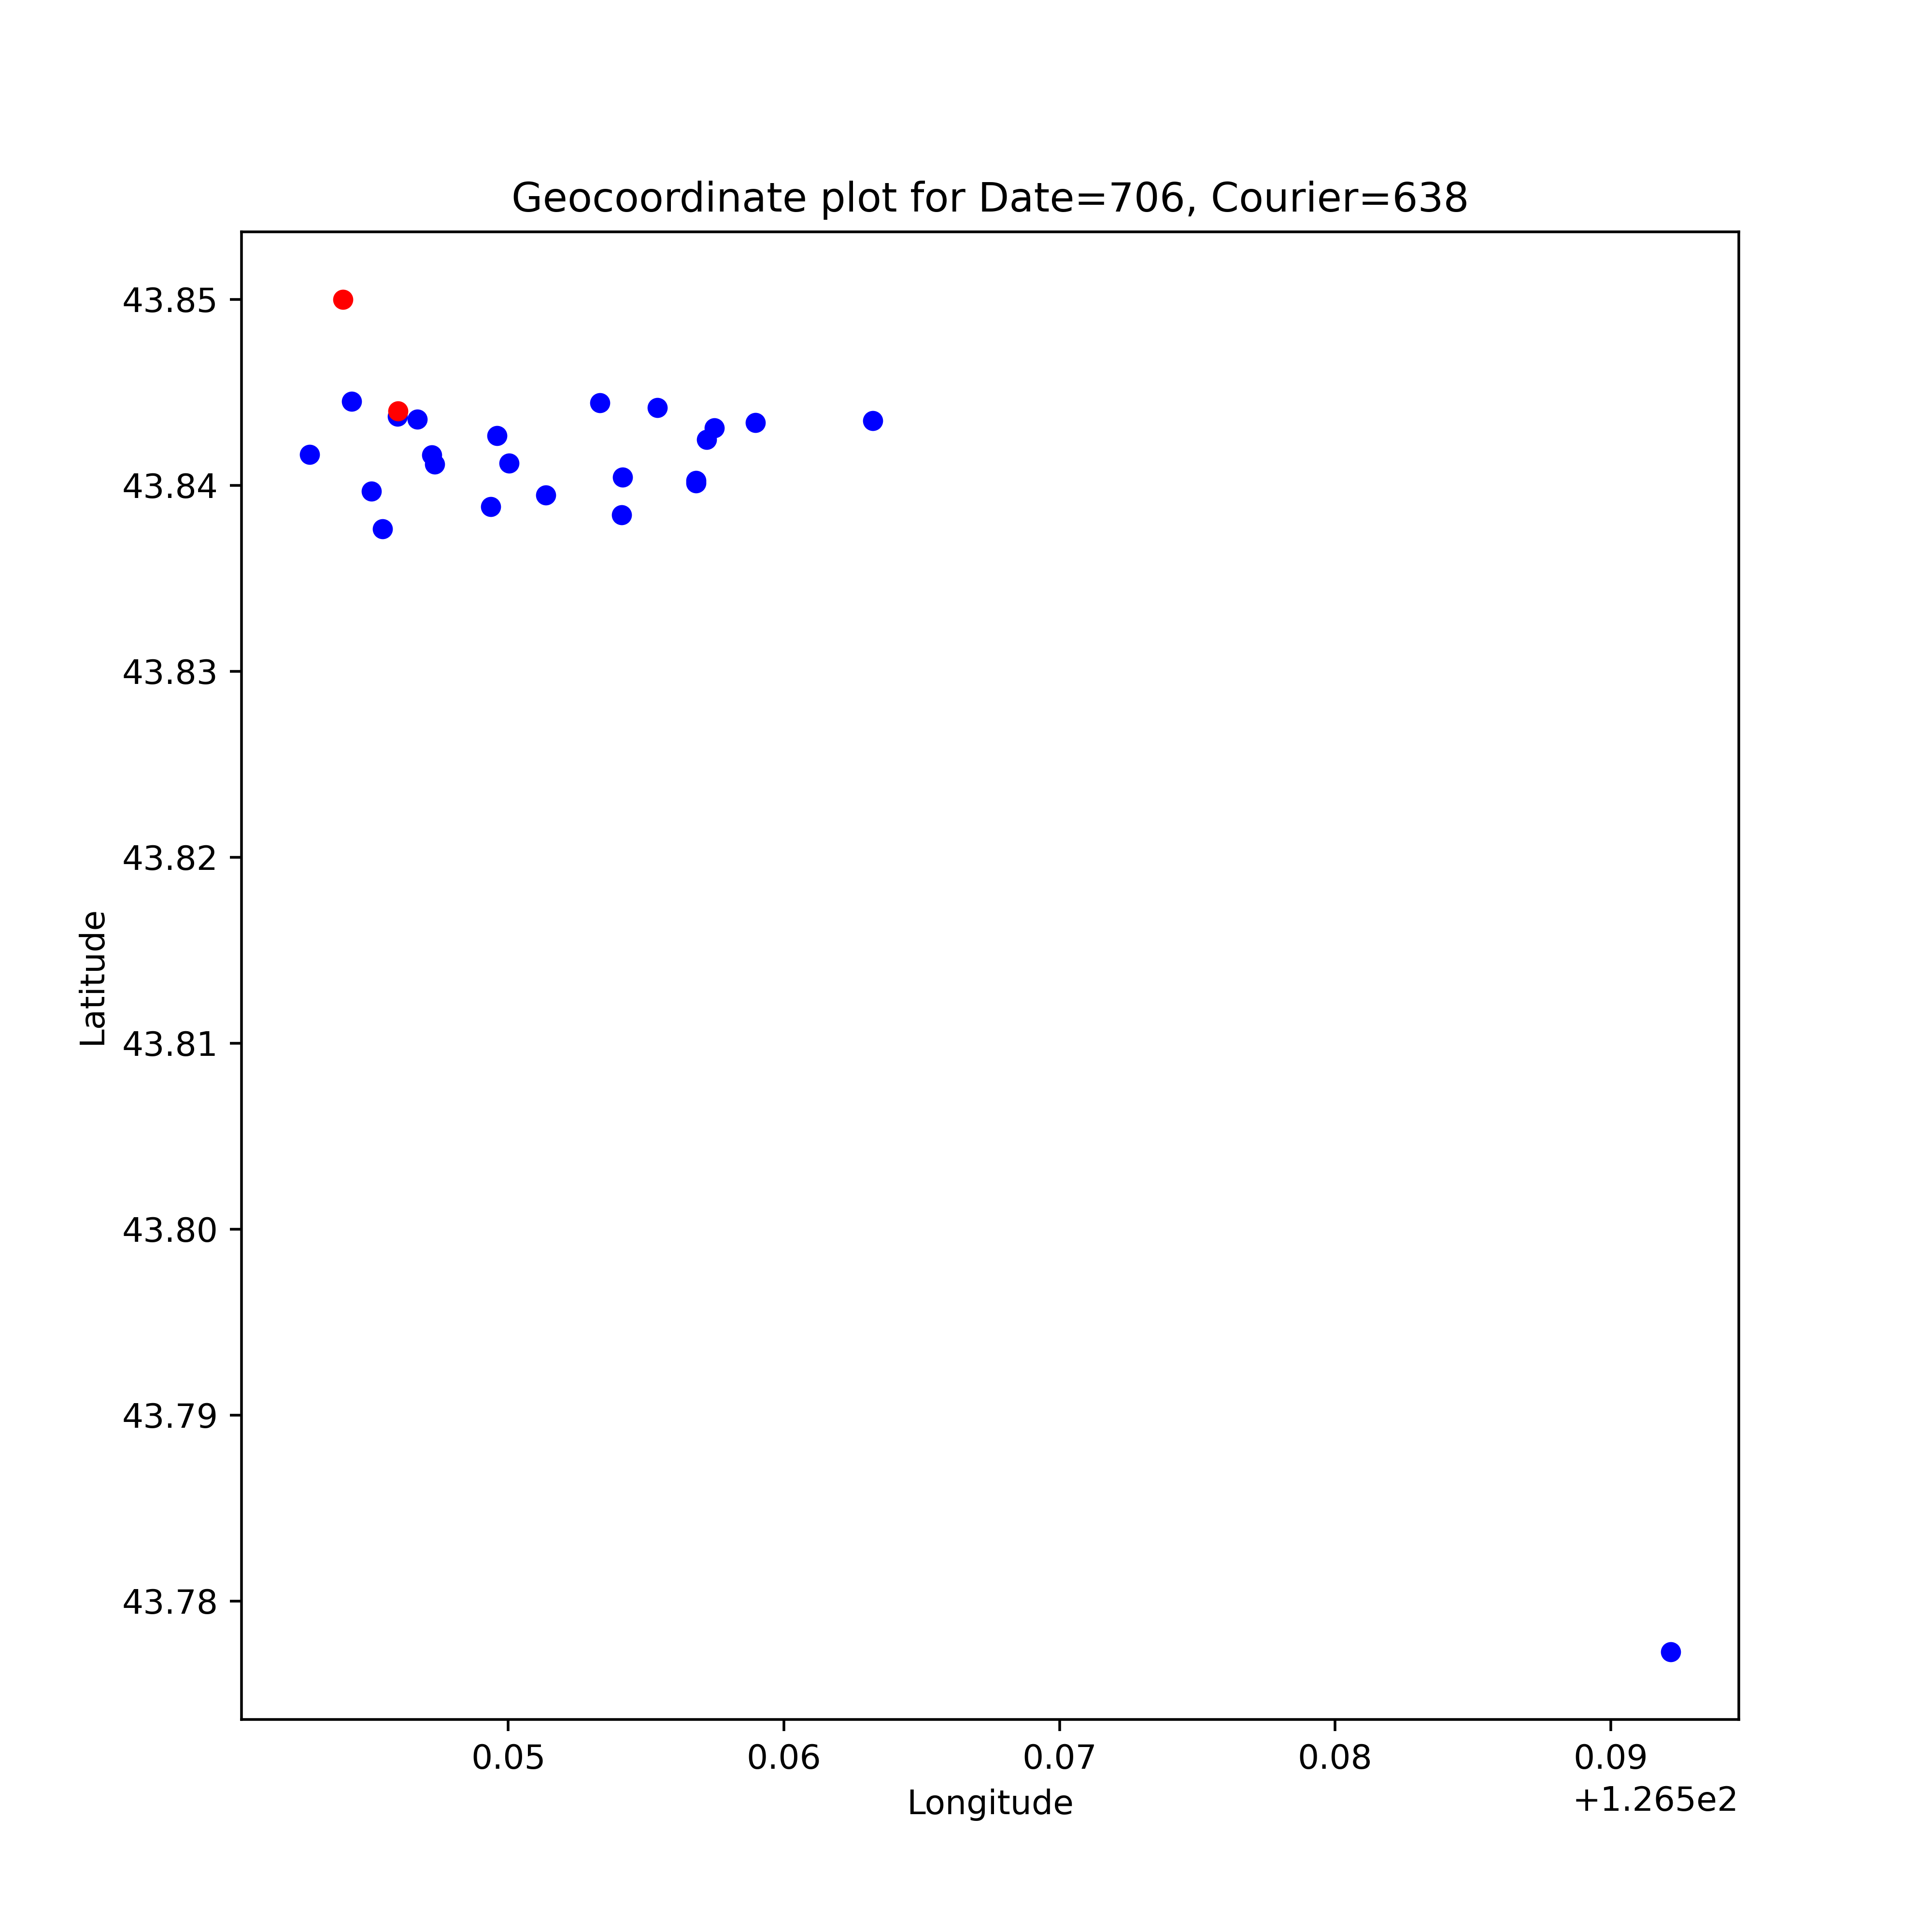 Geocoordinate plot for Date=706, Courier=638
43.85
43.84
43.83
43.82
43.81
43.80
43.79
43.78
Latitude
0.05 0.06 0.07 0.08 0.09
+1.265e2
Longitude